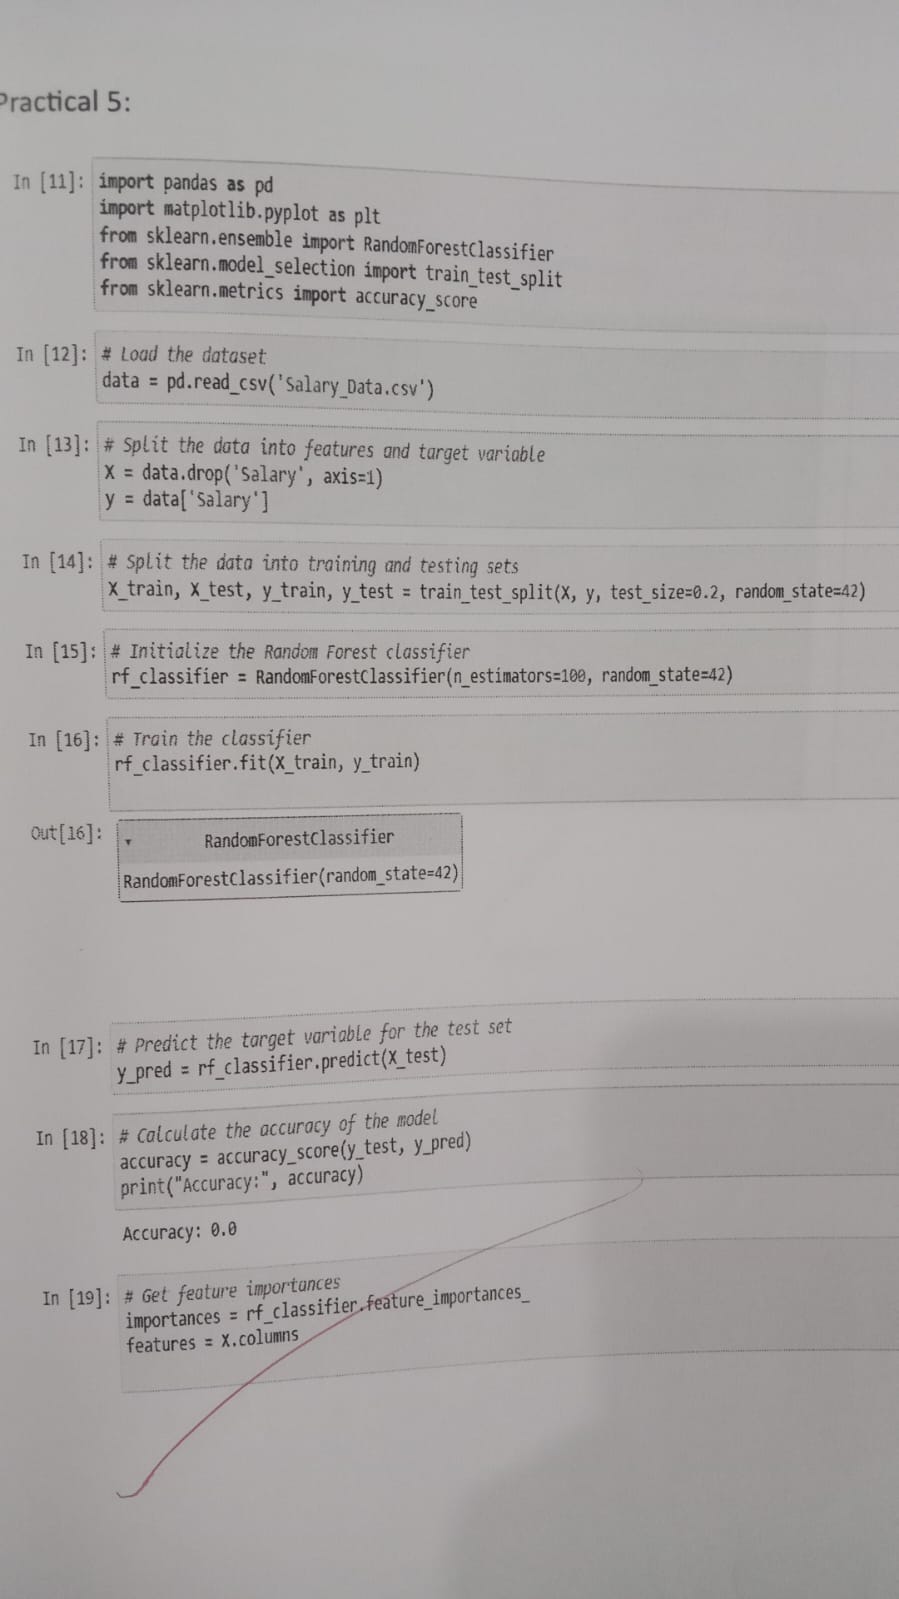 Practical 5:
In [11]: import pandas as pd
import matplotlib.pyplot as plt
from sklearn.ensemble import RandomForestClassifier
from sklearn.model_selection import train_test_split
from sklearn.metrics import accuracy_score
In [12]: # Load the dataset
data = pd.read_csv('Salary_Data.csv')
In [13]: # Split the data into features and target variable
X = data.drop('Salary', axis=1)
y = data['Salary']
In [14]: # Split the data into training and testing sets
X_train, X_test, y_train, y_test = train_test_split(X, y, test_size=0.2, random_state=42)
In [15]: # Initialize the Random Forest classifier
rf_classifier = RandomForestClassifier(n_estimators=100, random_state=42)
In [16]: # Train the classifier
rf_classifier.fit(X_train, y_train)
Out[16]: ▾ RandomForestClassifier
RandomForestClassifier(random_state=42)
In [17]: # Predict the target variable for the test set
y_pred = rf_classifier.predict(X_test)
In [18]: # Calculate the accuracy of the model
accuracy = accuracy_score(y_test, y_pred)
print("Accuracy:", accuracy)
Accuracy: 0.0
In [19]: # Get feature importances
importances = rf_classifier.feature_importances_
features = X.columns